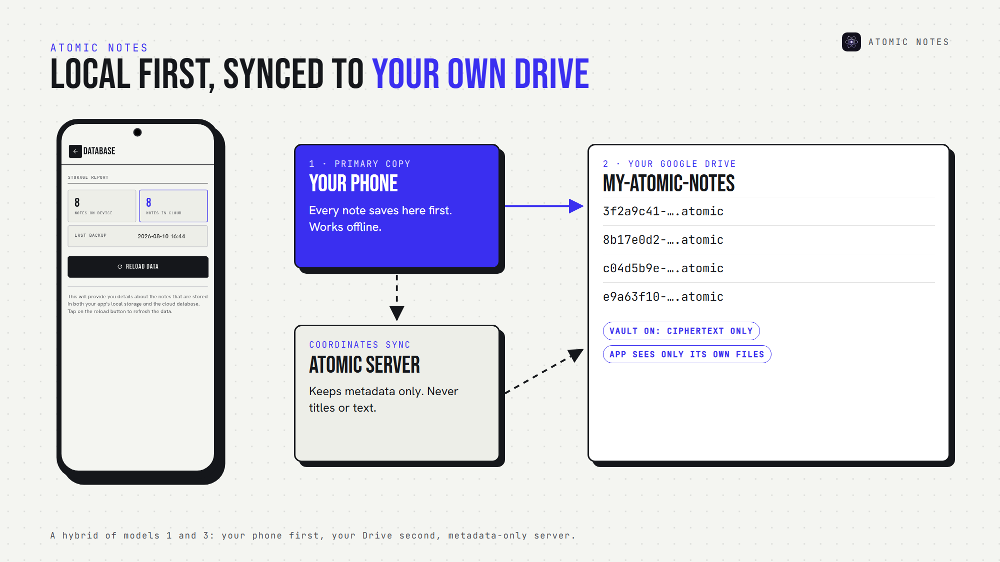 ATOMIC NOTES
LOCAL FIRST, SYNCED TO YOUR OWN DRIVE
ATOMIC NOTES
DATABASE
STORAGE REPORT
8
NOTES ON DEVICE
8
NOTES IN CLOUD
LAST BACKUP 2026-08-10 16:44
RELOAD DATA
This will provide you details about the notes that are stored
in both your app's local storage and the cloud database.
Tap on the reload button to refresh the data.
1 · PRIMARY COPY
YOUR PHONE
Every note saves here first.
Works offline.
COORDINATES SYNC
ATOMIC SERVER
Keeps metadata only. Never
titles or text.
2 · YOUR GOOGLE DRIVE
MY-ATOMIC-NOTES
3f2a9c41-….atomic
8b17e0d2-….atomic
c04d5b9e-….atomic
e9a63f10-….atomic
VAULT ON: CIPHERTEXT ONLY
APP SEES ONLY ITS OWN FILES
A hybrid of models 1 and 3: your phone first, your Drive second, metadata-only server.